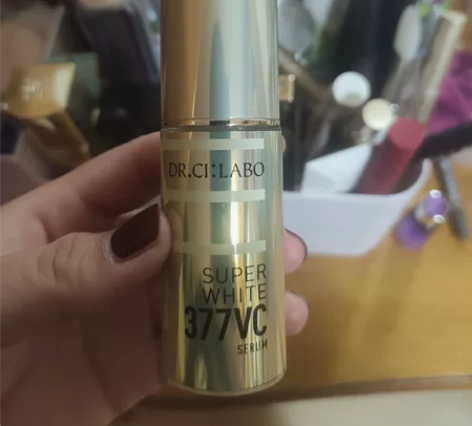 DR.CI:LABO
SUPER
WHITE
377VC
SERUM